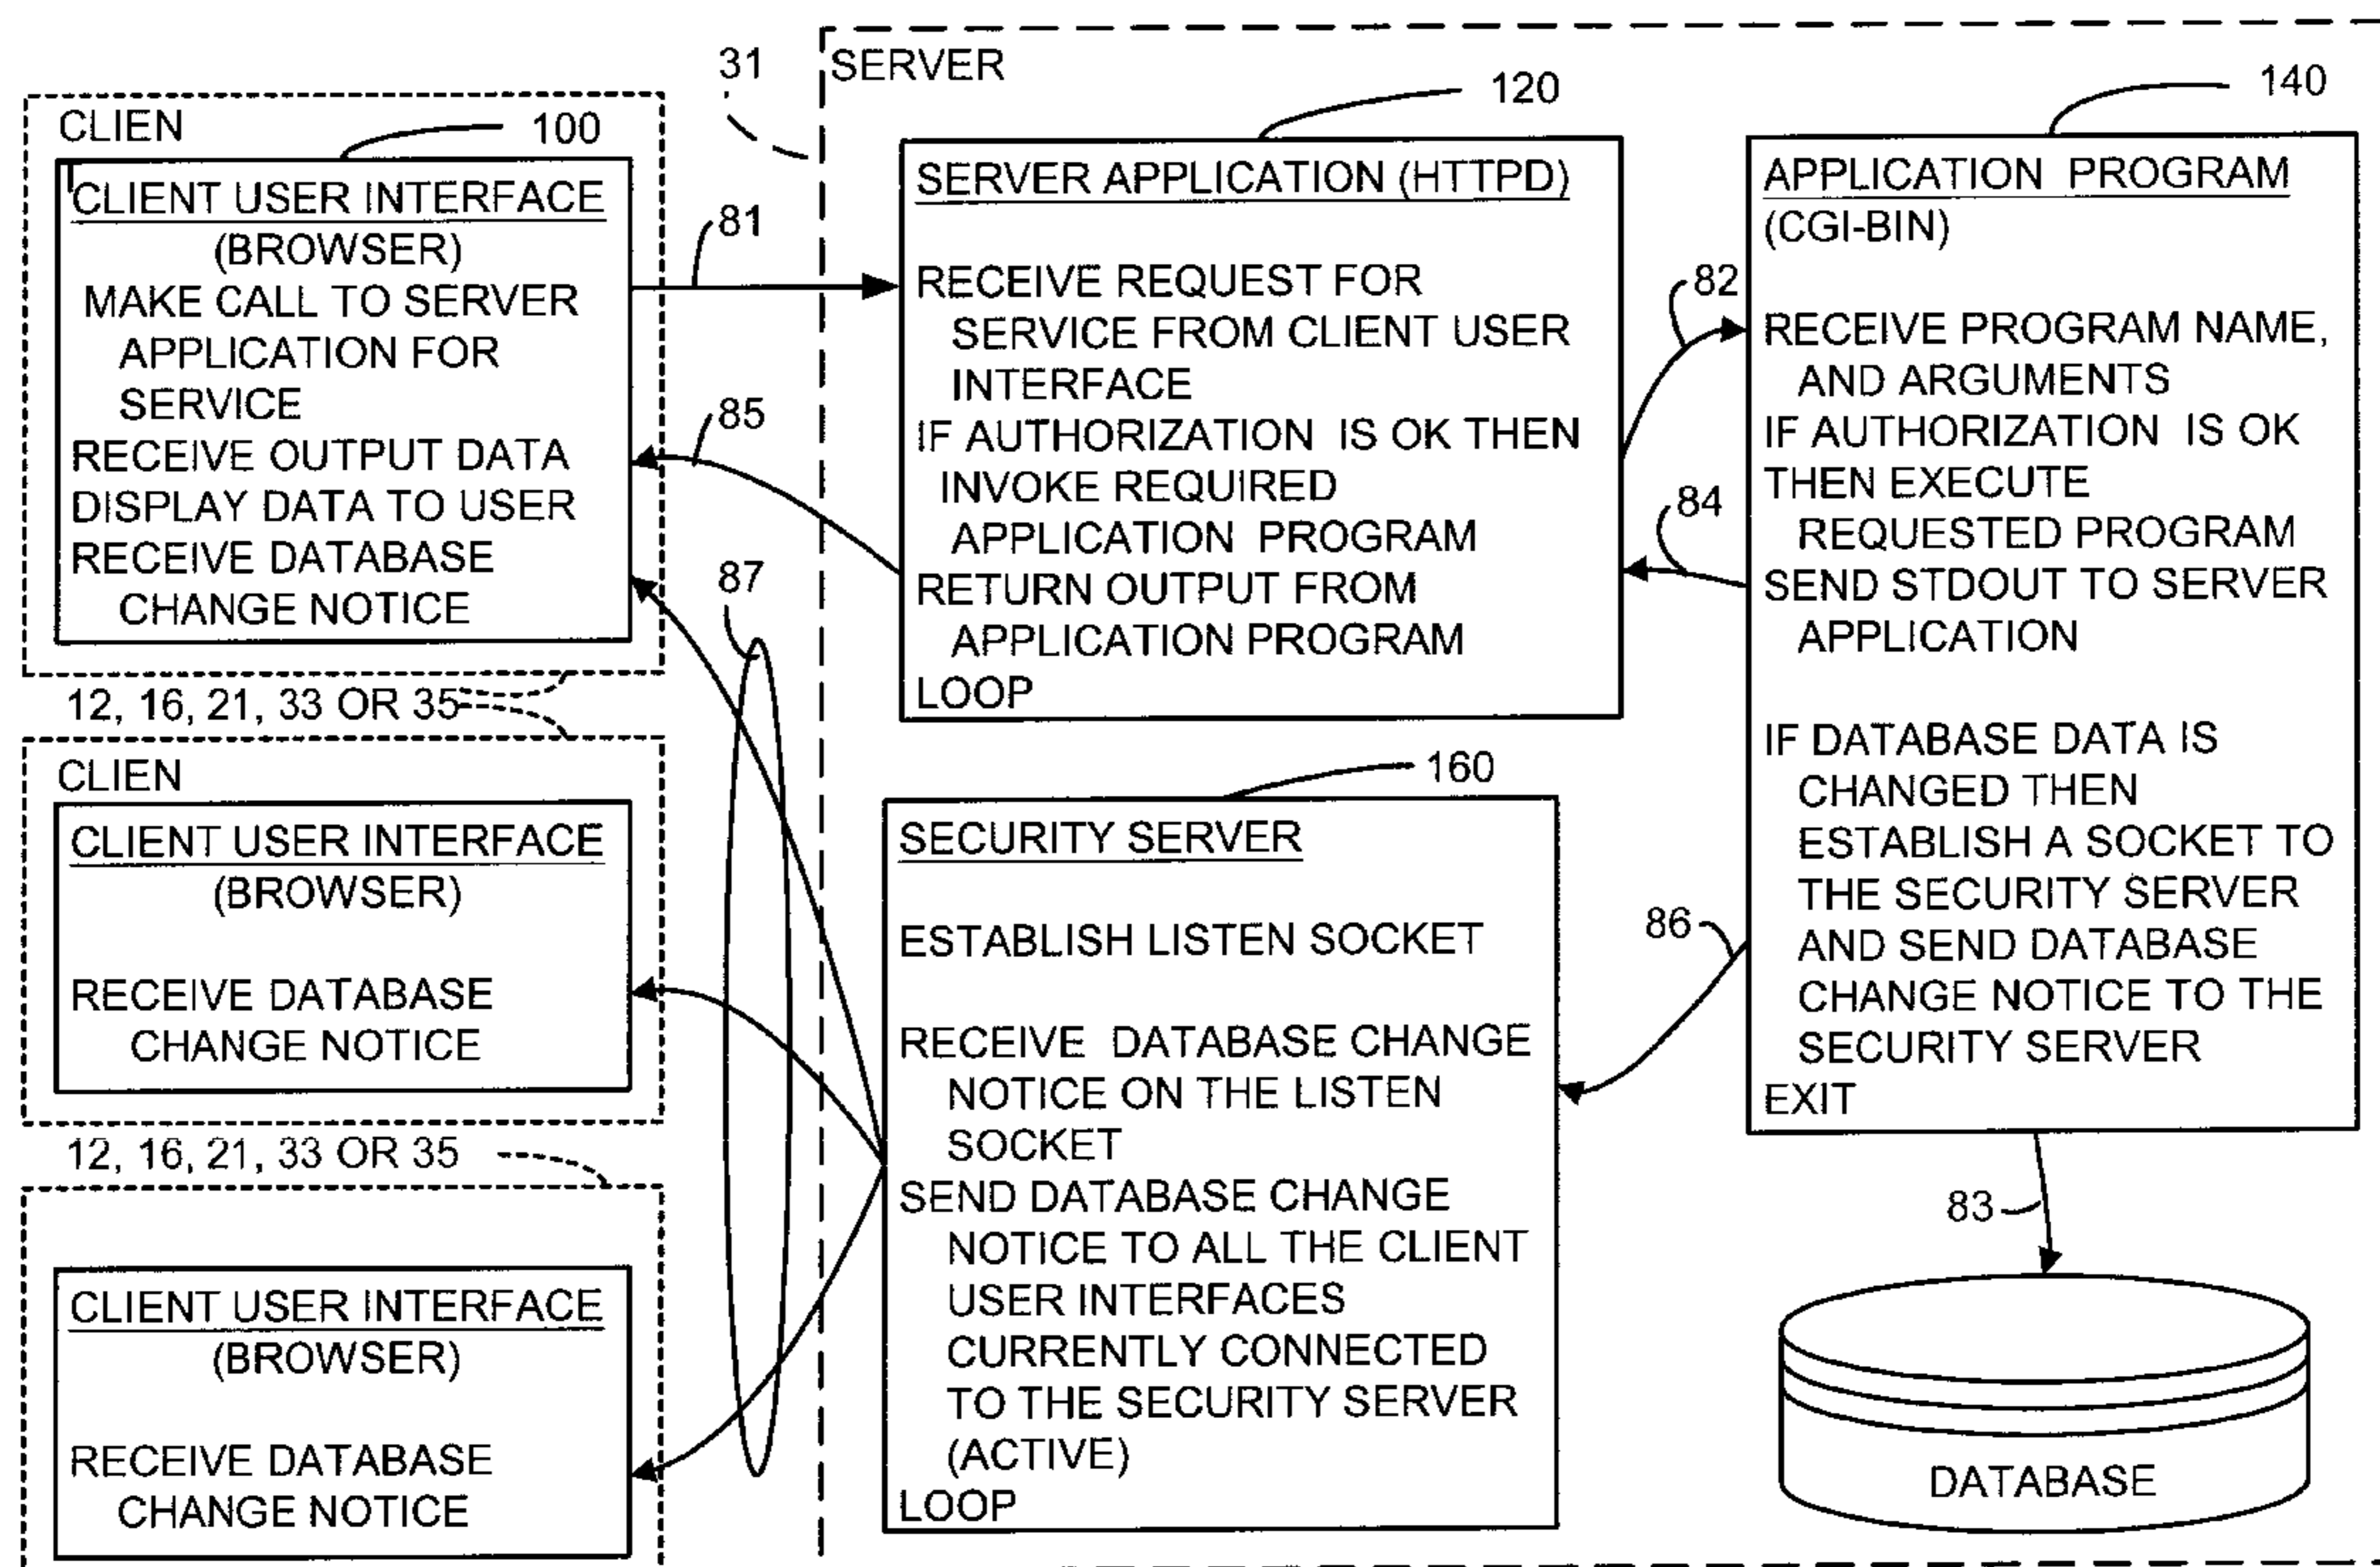 31
SERVER
CLIEN
100
CLIENT USER INTERFACE
(BROWSER)
MAKE CALL TO SERVER
APPLICATION FOR
SERVICE
RECEIVE OUTPUT DATA
DISPLAY DATA TO USER
RECEIVE DATABASE
CHANGE NOTICE
12, 16, 21, 33 OR 35
CLIEN
CLIENT USER INTERFACE
(BROWSER)
RECEIVE DATABASE
CHANGE NOTICE
12, 16, 21, 33 OR 35
CLIENT USER INTERFACE
(BROWSER)
RECEIVE DATABASE
CHANGE NOTICE
81
85
87
120
SERVER APPLICATION (HTTPD)
RECEIVE REQUEST FOR
SERVICE FROM CLIENT USER
INTERFACE
IF AUTHORIZATION IS OK THEN
INVOKE REQUIRED
APPLICATION PROGRAM
RETURN OUTPUT FROM
APPLICATION PROGRAM
LOOP
160
SECURITY SERVER
ESTABLISH LISTEN SOCKET
RECEIVE DATABASE CHANGE
NOTICE ON THE LISTEN
SOCKET
SEND DATABASE CHANGE
NOTICE TO ALL THE CLIENT
USER INTERFACES
CURRENTLY CONNECTED
TO THE SECURITY SERVER
(ACTIVE)
LOOP
82
84
86
140
APPLICATION PROGRAM
(CGI-BIN)
RECEIVE PROGRAM NAME,
AND ARGUMENTS
IF AUTHORIZATION IS OK
THEN EXECUTE
REQUESTED PROGRAM
SEND STDOUT TO SERVER
APPLICATION
IF DATABASE DATA IS
CHANGED THEN
ESTABLISH A SOCKET TO
THE SECURITY SERVER
AND SEND DATABASE
CHANGE NOTICE TO THE
SECURITY SERVER
EXIT
83
DATABASE